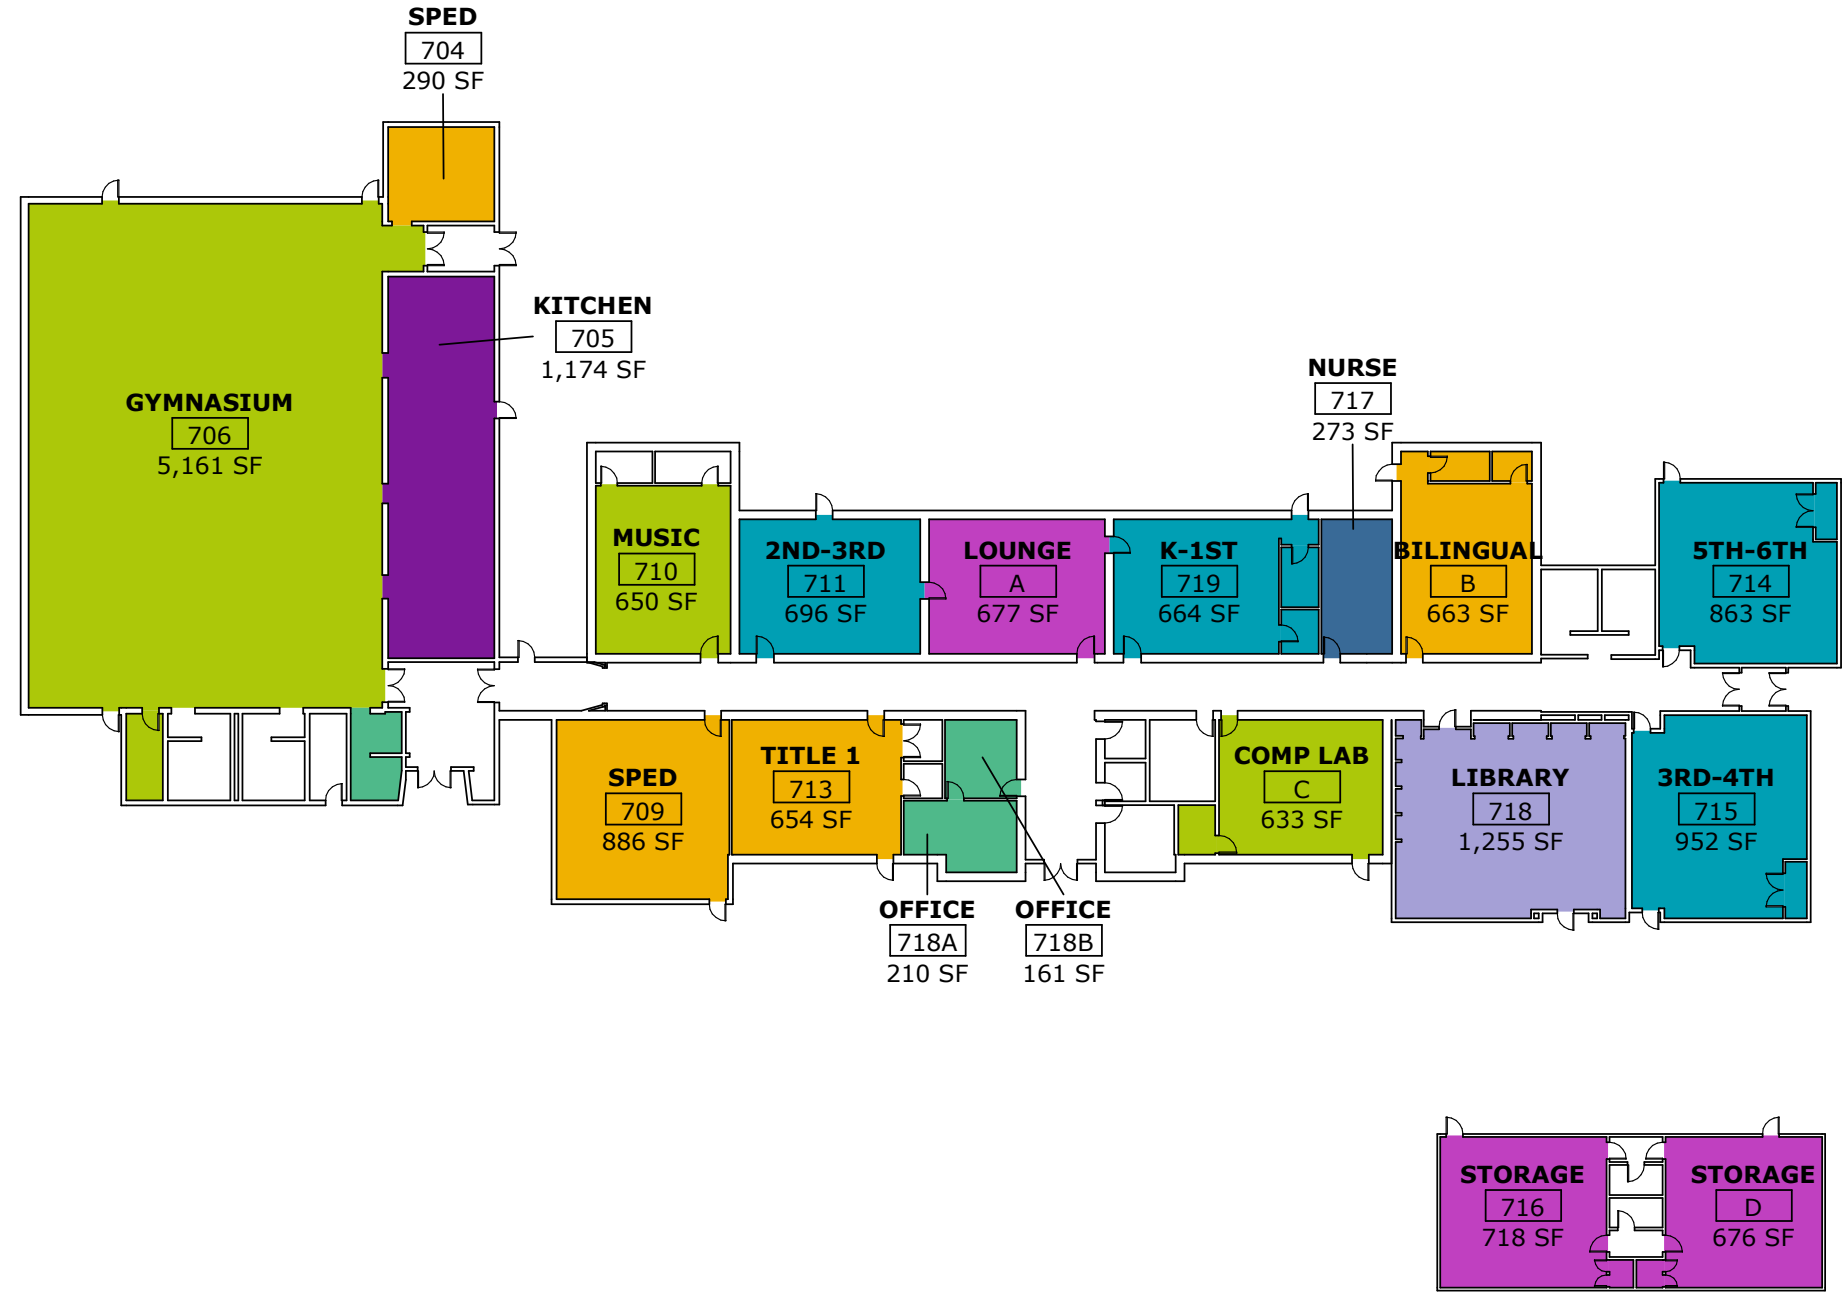 SPED
704
290 SF
KITCHEN
705
1,174 SF
GYMNASIUM
706
5,161 SF
NURSE
717
273 SF
MUSIC
710
650 SF
2ND-3RD
711
696 SF
LOUNGE
A
677 SF
K-1ST
719
664 SF
BILINGUAL
B
663 SF
5TH-6TH
714
863 SF
SPED
709
886 SF
TITLE 1
713
654 SF
COMP LAB
C
633 SF
LIBRARY
718
1,255 SF
3RD-4TH
715
952 SF
OFFICE
718A
210 SF
OFFICE
718B
161 SF
STORAGE
716
718 SF
STORAGE
D
676 SF